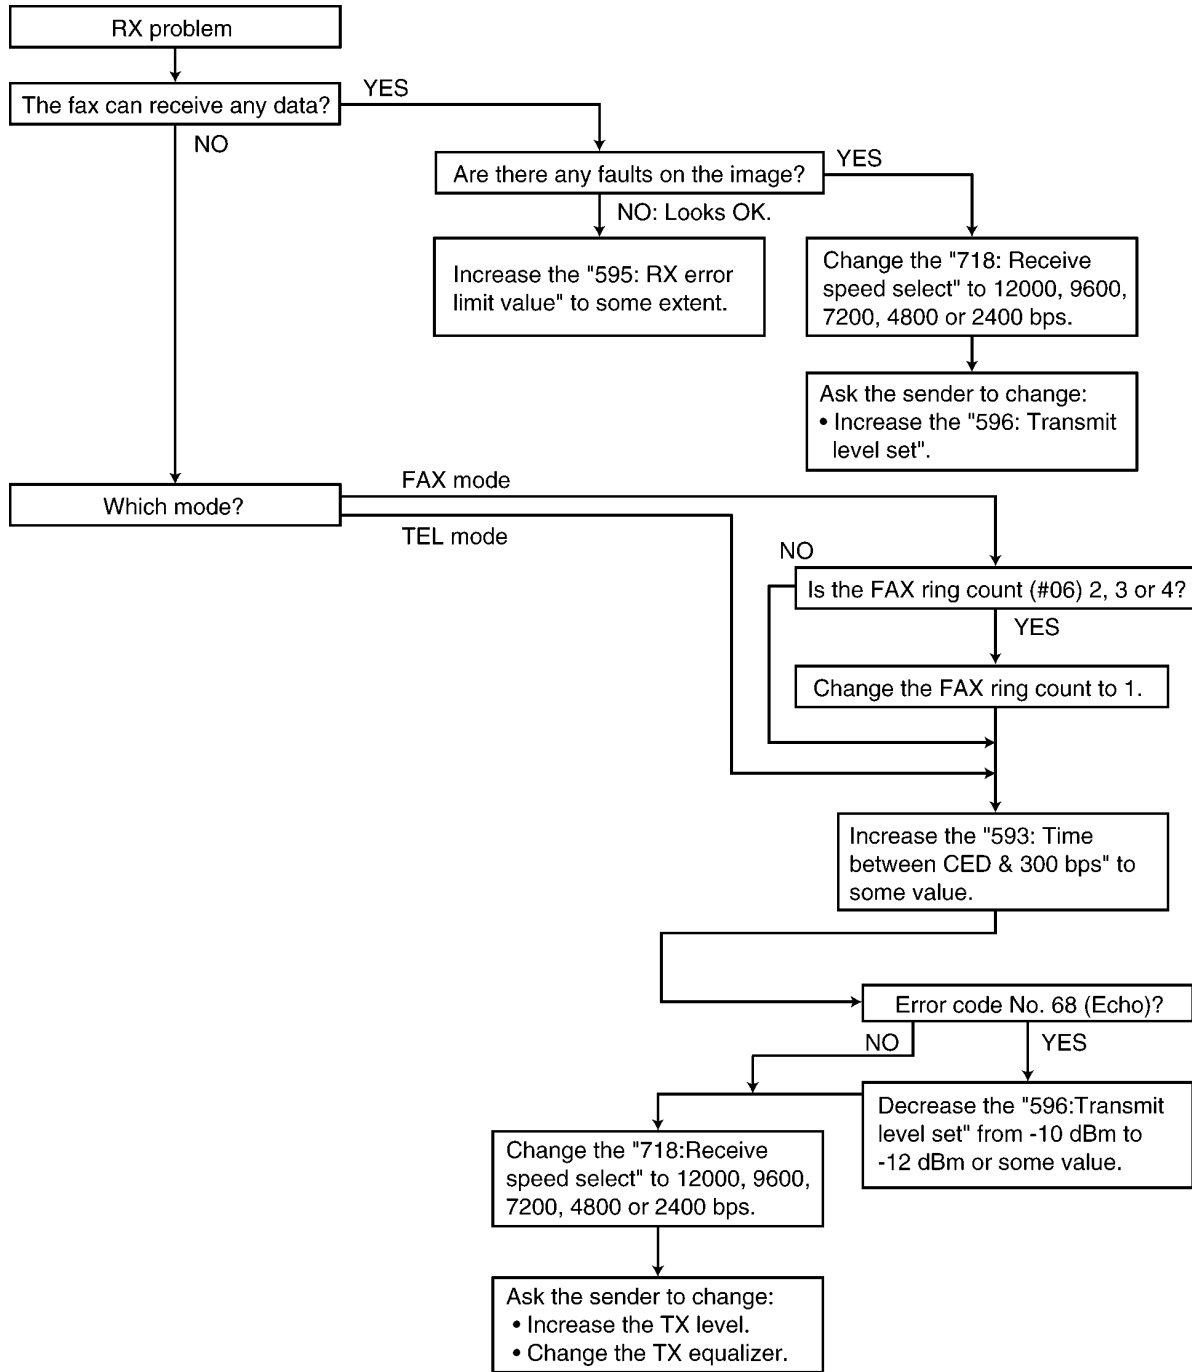 RX problem
The fax can receive any data?
YES
NO
Are there any faults on the image?
YES
NO: Looks OK.
Increase the "595: RX error
limit value" to some extent.
Change the "718: Receive
speed select" to 12000, 9600,
7200, 4800 or 2400 bps.
Ask the sender to change:
• Increase the "596: Transmit
level set".
Which mode?
FAX mode
TEL mode
NO
Is the FAX ring count (#06) 2, 3 or 4?
YES
Change the FAX ring count to 1.
Increase the "593: Time
between CED & 300 bps" to
some value.
Error code No. 68 (Echo)?
NO
YES
Decrease the "596:Transmit
level set" from -10 dBm to
-12 dBm or some value.
Change the "718:Receive
speed select" to 12000, 9600,
7200, 4800 or 2400 bps.
Ask the sender to change:
• Increase the TX level.
• Change the TX equalizer.